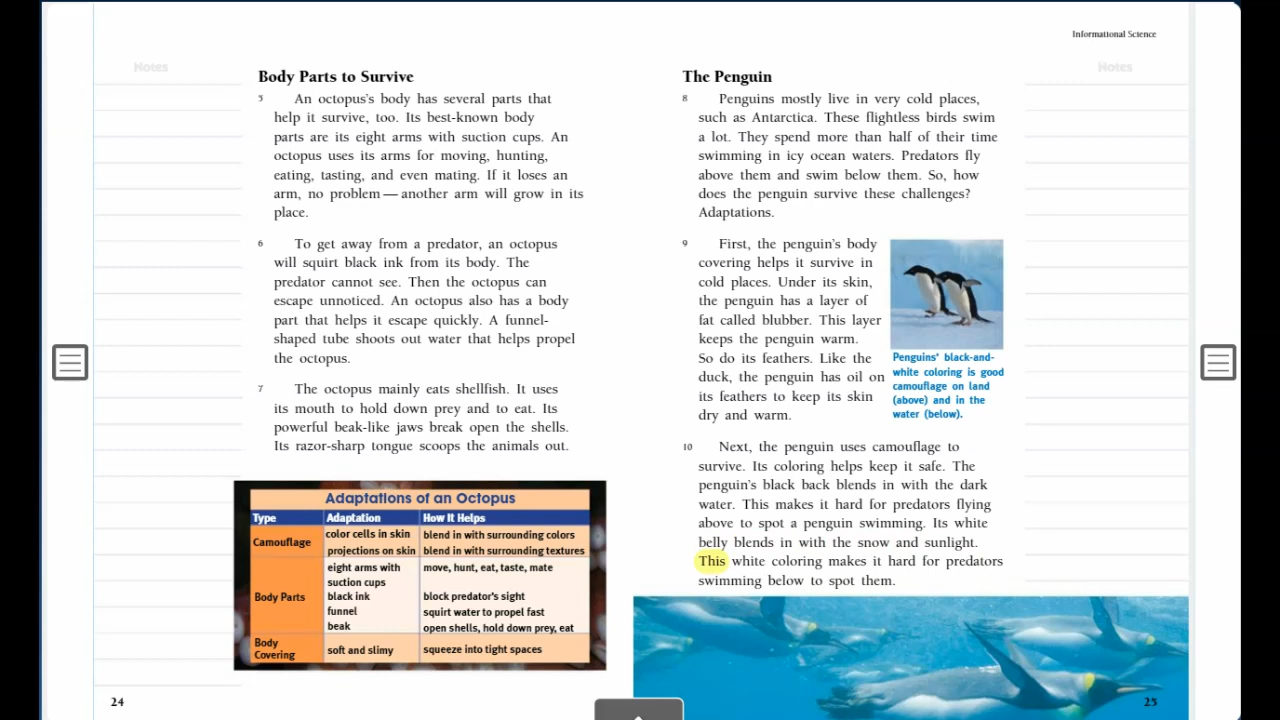 Informational Science
Notes
Notes
Body Parts to Survive
5 An octopus's body has several parts that
help it survive, too. Its best-known body
parts are its eight arms with suction cups. An
octopus uses its arms for moving, hunting,
eating, tasting, and even mating. If it loses an
arm, no problem — another arm will grow in its
place.
6 To get away from a predator, an octopus
will squirt black ink from its body. The
predator cannot see. Then the octopus can
escape unnoticed. An octopus also has a body
part that helps it escape quickly. A funnel-
shaped tube shoots out water that helps propel
the octopus.
7 The octopus mainly eats shellfish. It uses
its mouth to hold down prey and to eat. Its
powerful beak-like jaws break open the shells.
Its razor-sharp tongue scoops the animals out.
Adaptations of an Octopus
Type Adaptation How It Helps
Camouflage color cells in skin blend in with surrounding colors
projections on skin blend in with surrounding textures
Body Parts eight arms with move, hunt, eat, taste, mate
suction cups
black ink block predator's sight
funnel squirt water to propel fast
beak open shells, hold down prey, eat
Body
Covering soft and slimy squeeze into tight spaces
24
The Penguin
8 Penguins mostly live in very cold places,
such as Antarctica. These flightless birds swim
a lot. They spend more than half of their time
swimming in icy ocean waters. Predators fly
above them and swim below them. So, how
does the penguin survive these challenges?
Adaptations.
9 First, the penguin's body
covering helps it survive in
cold places. Under its skin,
the penguin has a layer of
fat called blubber. This layer
keeps the penguin warm.
So do its feathers. Like the
duck, the penguin has oil on
its feathers to keep its skin
dry and warm.
Penguins' black-and-
white coloring is good
camouflage on land
(above) and in the
water (below).
10 Next, the penguin uses camouflage to
survive. Its coloring helps keep it safe. The
penguin's black back blends in with the dark
water. This makes it hard for predators flying
above to spot a penguin swimming. Its white
belly blends in with the snow and sunlight.
This white coloring makes it hard for predators
swimming below to spot them.
25